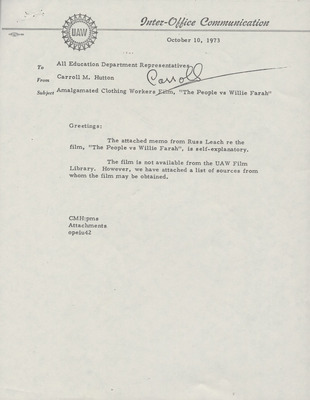 UAW
Inter-Office Communication
October 10, 1973
To All Education Department Representatives
From Carroll M. Hutton
Carroll
Subject Amalgamated Clothing Workers Film, "The People vs Willie Farah"
Greetings:
The attached memo from Russ Leach re the
film, "The People vs Willie Farah", is self-explanatory.
The film is not available from the UAW Film
Library. However, we have attached a list of sources from
whom the film may be obtained.
CMH:pms
Attachments
opeiu42